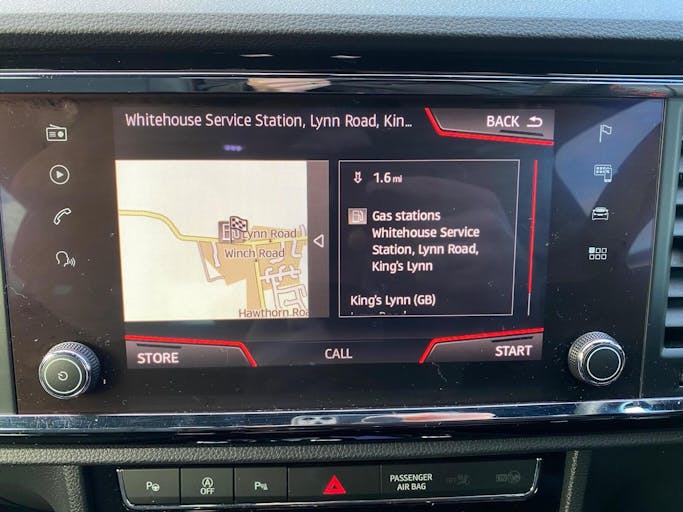 Whitehouse Service Station, Lynn Road, Kin...
BACK
1.6 mi
Gas stations
Whitehouse Service
Station, Lynn Road,
King's Lynn
King's Lynn (GB)
Lynn Road
Winch Road
Hawthorn Roa
STORE
CALL
START
P
A
OFF
P
PASSENGER
AIR BAG